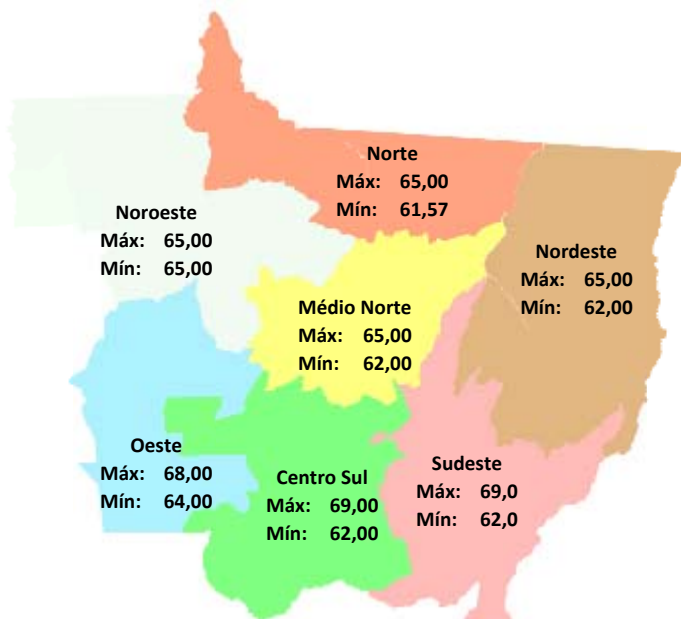 Norte
Máx: 65,00
Mín: 61,57
Noroeste
Máx: 65,00
Mín: 65,00
Nordeste
Máx: 65,00
Mín: 62,00
Médio Norte
Máx: 65,00
Mín: 62,00
Oeste
Máx: 68,00
Mín: 64,00
Centro Sul
Máx: 69,00
Mín: 62,00
Sudeste
Máx: 69,0
Mín: 62,0